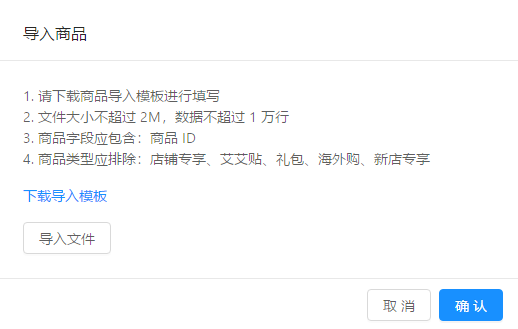 导入商品
1. 请下载商品导入模板进行填写
2. 文件大小不超过 2M，数据不超过 1 万行
3. 商品字段应包含：商品 ID
4. 商品类型应排除：店铺专享、艾艾贴、礼包、海外购、新店专享
下载导入模板
导入文件
取 消
确 认